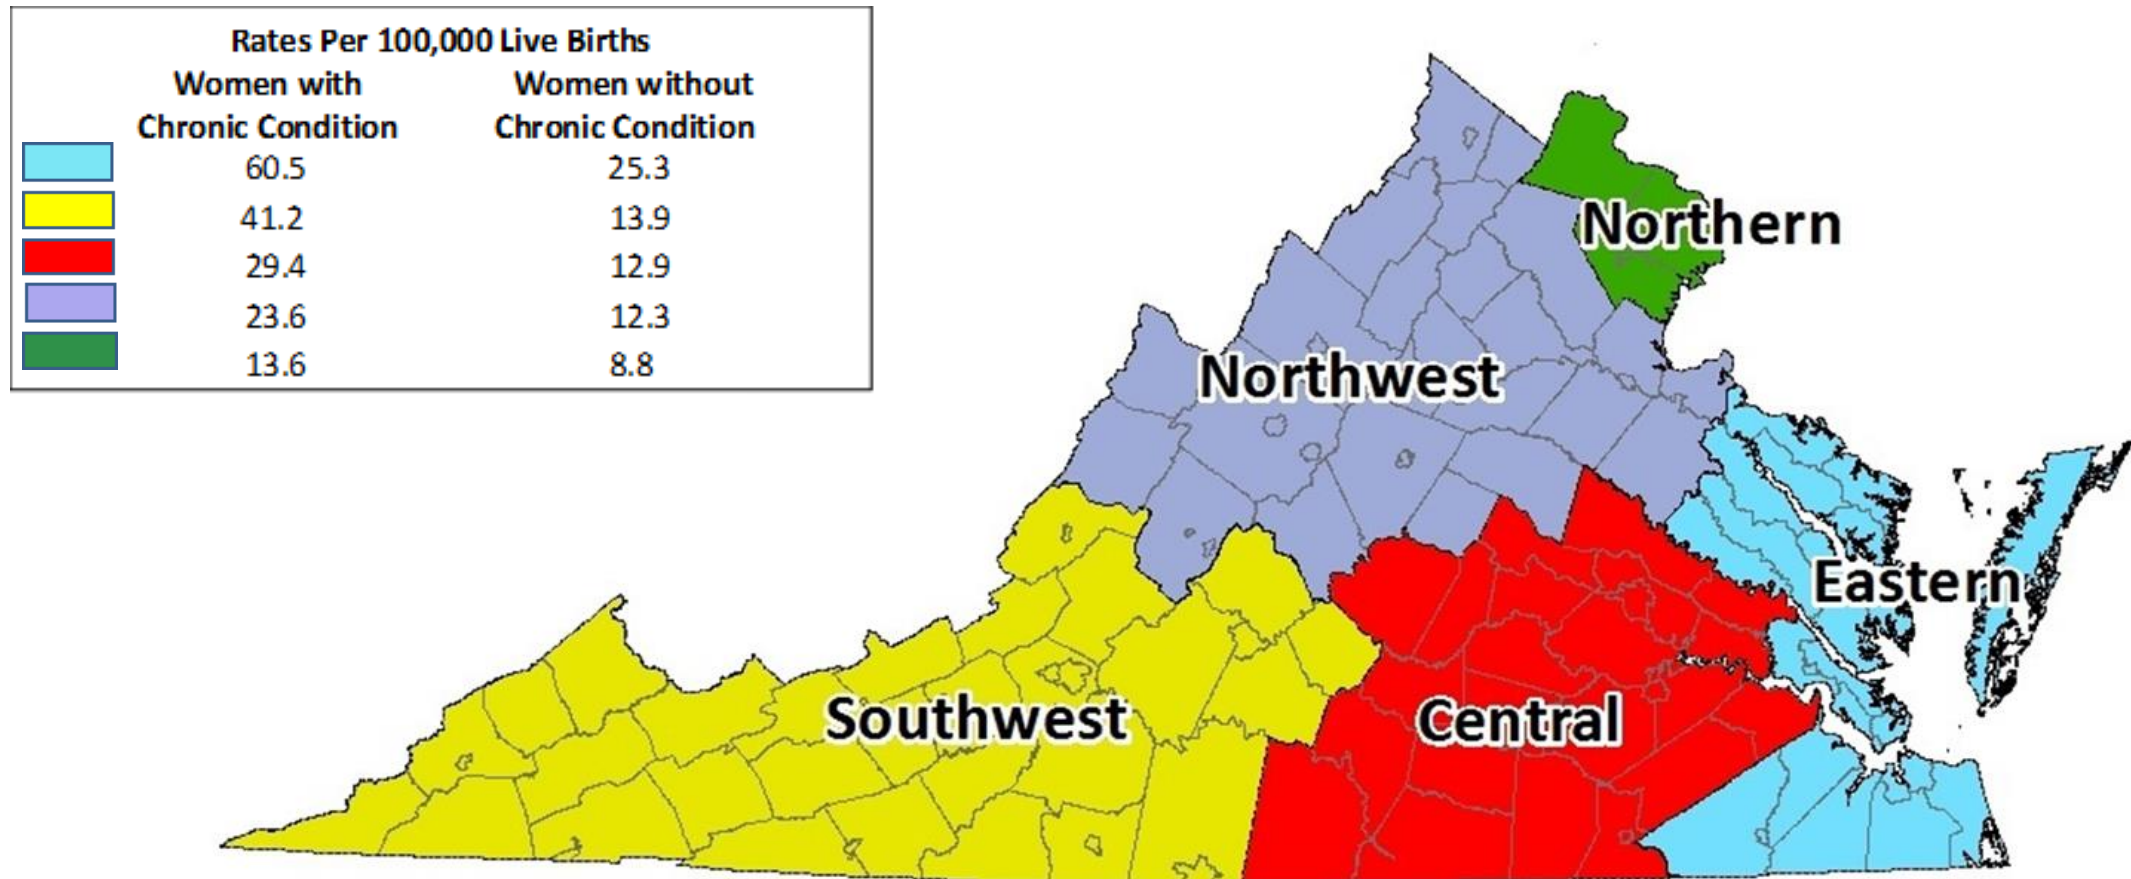 Rates Per 100,000 Live Births
Women with Women without
Chronic Condition Chronic Condition
60.5 25.3
41.2 13.9
29.4 12.9
23.6 12.3
13.6 8.8
Northern
Northwest
Eastern
Southwest
Central